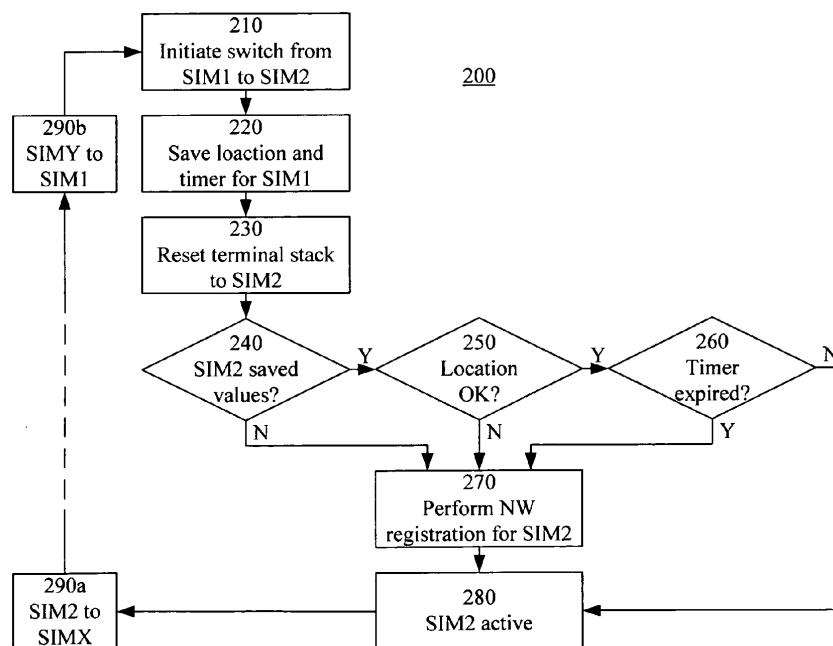 210
Initiate switch from
SIM1 to SIM2
200
290b
SIMY to
SIM1
220
Save loaction and
timer for SIM1
230
Reset terminal stack
to SIM2
240
SIM2 saved
values?
Y
N
250
Location
OK?
Y
N
260
Timer
expired?
N
Y
270
Perform NW
registration for SIM2
290a
SIM2 to
SIMX
280
SIM2 active